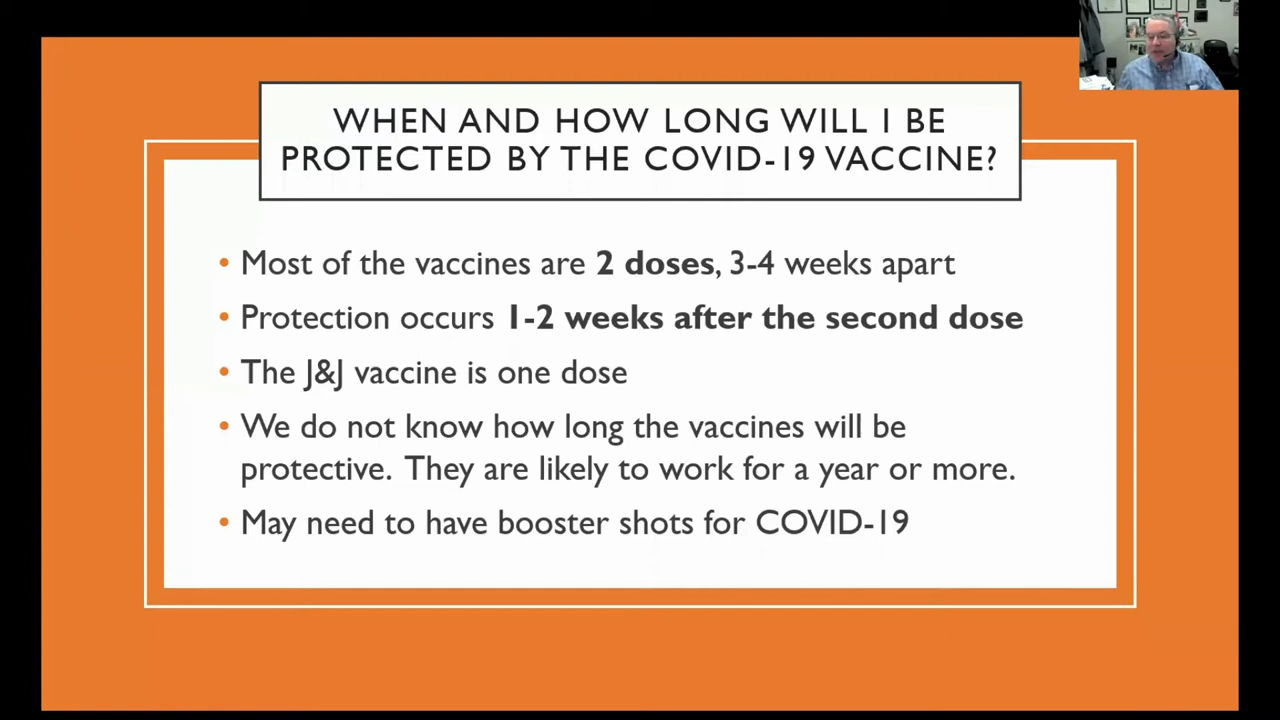 WHEN AND HOW LONG WILL I BE
PROTECTED BY THE COVID-19 VACCINE?
• Most of the vaccines are 2 doses, 3-4 weeks apart
• Protection occurs 1-2 weeks after the second dose
• The J&J vaccine is one dose
• We do not know how long the vaccines will be
protective. They are likely to work for a year or more.
• May need to have booster shots for COVID-19